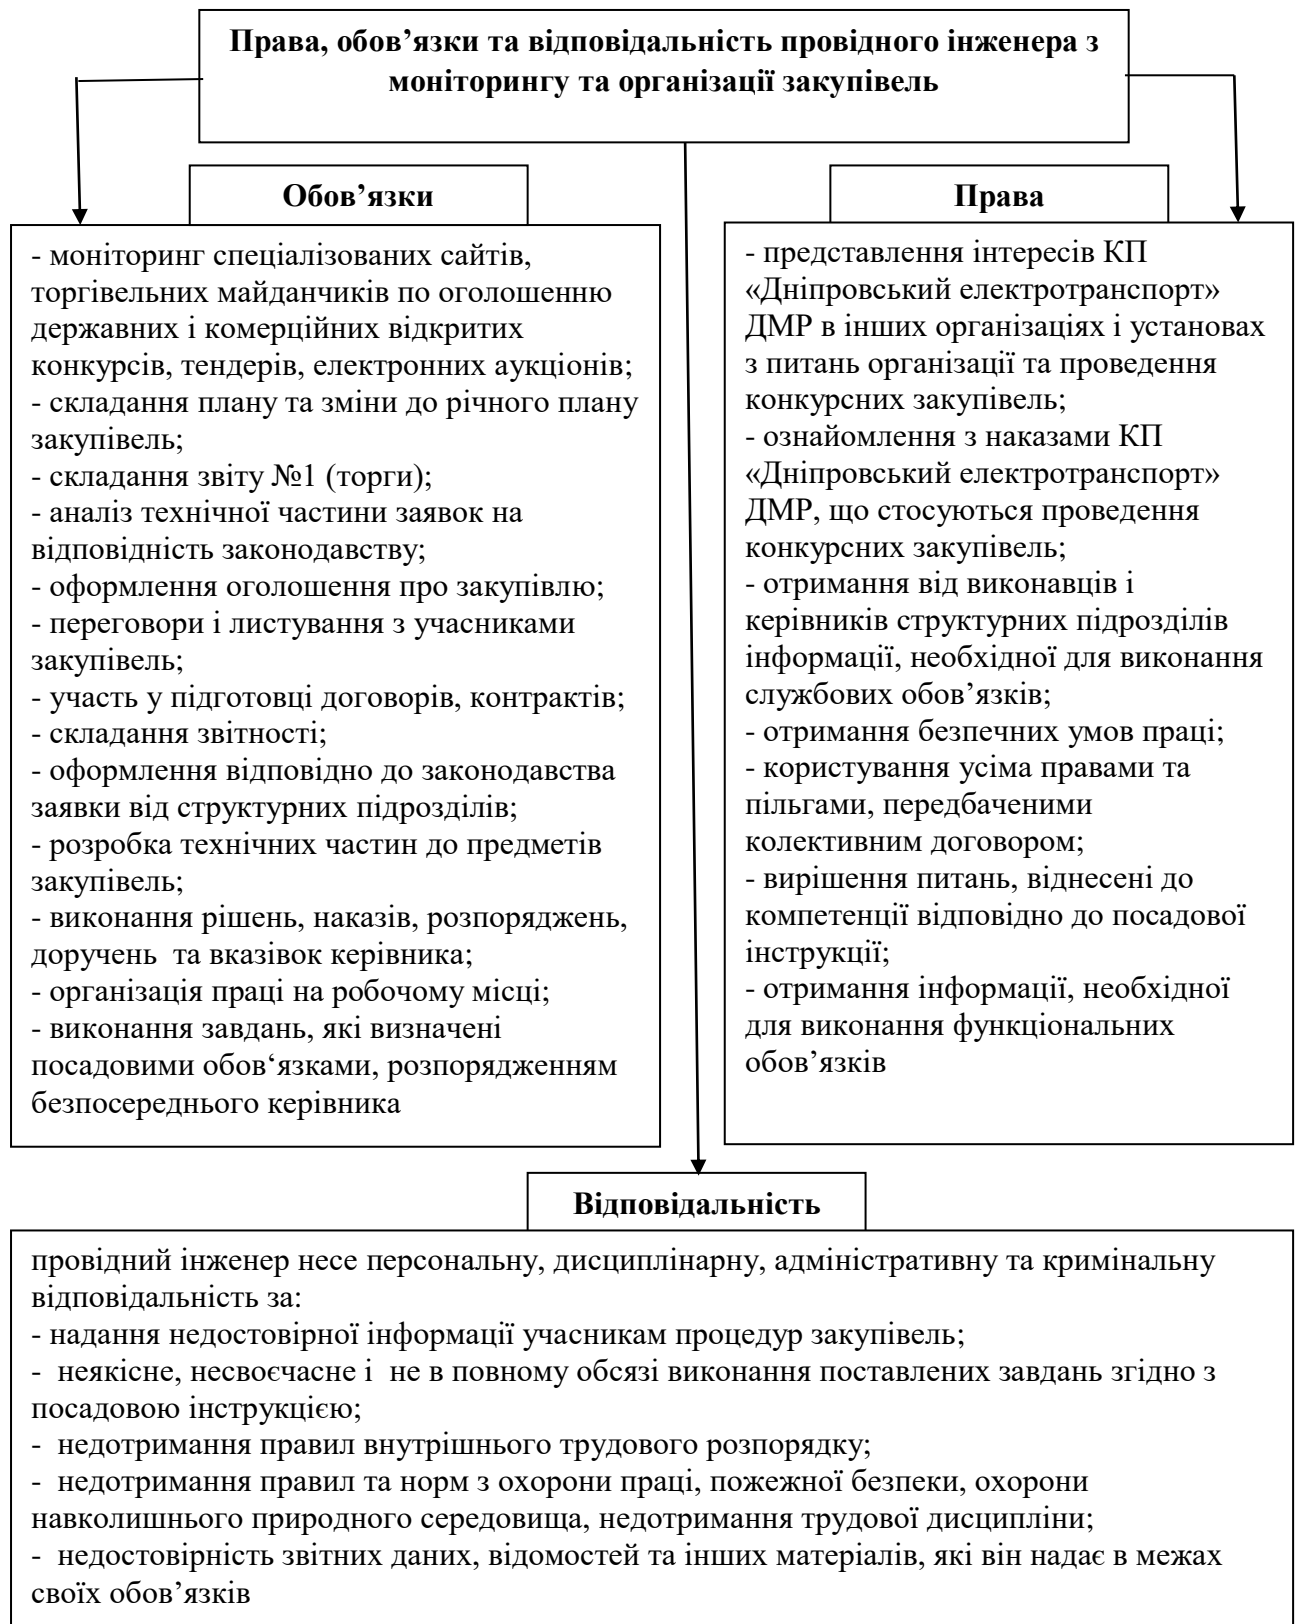 Права, обов’язки та відповідальність провідного інженера з
моніторингу та організації закупівель
Обов’язки
- моніторинг спеціалізованих сайтів,
торгівельних майданчиків по оголошенню
державних і комерційних відкритих
конкурсів, тендерів, електронних аукціонів;
- складання плану та зміни до річного плану
закупівель;
- складання звіту №1 (торги);
- аналіз технічної частини заявок на
відповідність законодавству;
- оформлення оголошення про закупівлю;
- переговори і листування з учасниками
закупівель;
- участь у підготовці договорів, контрактів;
- складання звітності;
- оформлення відповідно до законодавства
заявки від структурних підрозділів;
- розробка технічних частин до предметів
закупівель;
- виконання рішень, наказів, розпоряджень,
доручень  та вказівок керівника;
- організація праці на робочому місці;
- виконання завдань, які визначені
посадовими обов‘язками, розпорядженням
безпосереднього керівника
Права
- представлення інтересів КП
«Дніпровський електротранспорт»
ДМР в інших організаціях і установах
з питань організації та проведення
конкурсних закупівель;
- ознайомлення з наказами КП
«Дніпровський електротранспорт»
ДМР, що стосуються проведення
конкурсних закупівель;
- отримання від виконавців і
керівників структурних підрозділів
інформації, необхідної для виконання
службових обов’язків;
- отримання безпечних умов праці;
- користування усіма правами та
пільгами, передбаченими
колективним договором;
- вирішення питань, віднесені до
компетенції відповідно до посадової
інструкції;
- отримання інформації, необхідної
для виконання функціональних
обов’язків
Відповідальність
провідний інженер несе персональну, дисциплінарну, адміністративну та кримінальну
відповідальність за:
- надання недостовірної інформації учасникам процедур закупівель;
-  неякісне, несвоєчасне і  не в повному обсязі виконання поставлених завдань згідно з
посадовою інструкцією;
-  недотримання правил внутрішнього трудового розпорядку;
-  недотримання правил та норм з охорони праці, пожежної безпеки, охорони
навколишнього природного середовища, недотримання трудової дисципліни;
-  недостовірність звітних даних, відомостей та інших матеріалів, які він надає в межах
своїх обов’язків